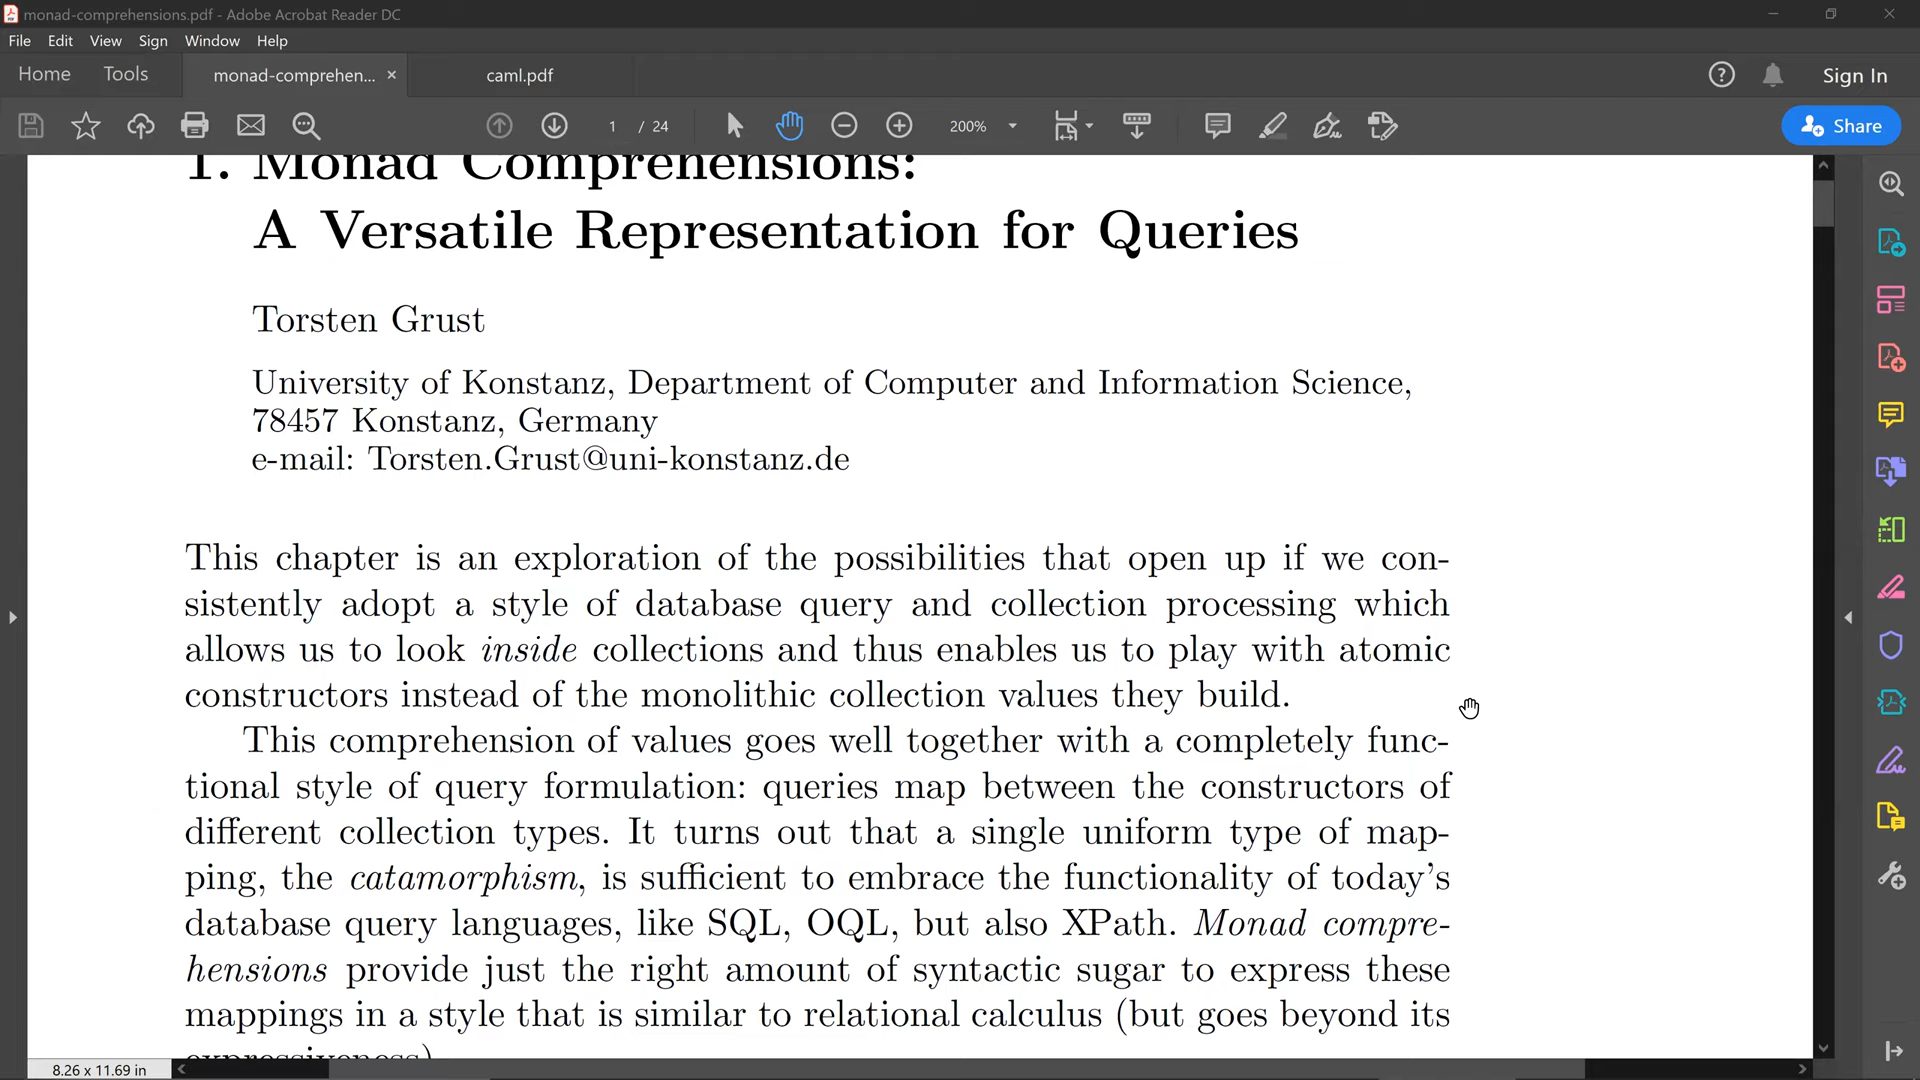 monad-comprehensions.pdf - Adobe Acrobat Reader DC
File Edit View Sign Window Help
Home Tools monad-comprehen... × caml.pdf Sign In
1 / 24 200% Share
1. Monad Comprehensions:
A Versatile Representation for Queries
Torsten Grust
University of Konstanz, Department of Computer and Information Science,
78457 Konstanz, Germany
e-mail: Torsten.Grust@uni-konstanz.de
This chapter is an exploration of the possibilities that open up if we con-
sistently adopt a style of database query and collection processing which
allows us to look inside collections and thus enables us to play with atomic
constructors instead of the monolithic collection values they build.
This comprehension of values goes well together with a completely func-
tional style of query formulation: queries map between the constructors of
different collection types. It turns out that a single uniform type of map-
ping, the catamorphism, is sufficient to embrace the functionality of today's
database query languages, like SQL, OQL, but also XPath. Monad compre-
hensions provide just the right amount of syntactic sugar to express these
mappings in a style that is similar to relational calculus (but goes beyond its
expressiveness)
8.26 x 11.69 in